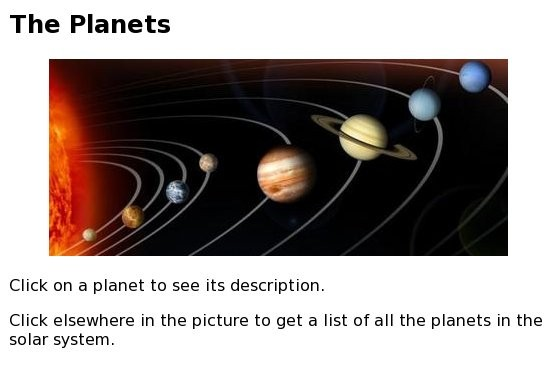 The Planets
Click on a planet to see its description.
Click elsewhere in the picture to get a list of all the planets in the
solar system.